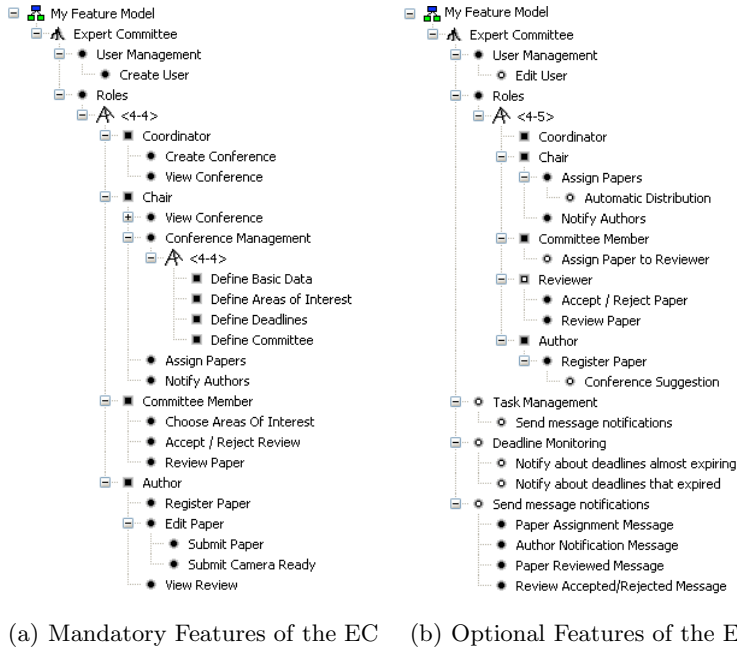 My Feature Model
Expert Committee
User Management
Create User
Roles
<4-4>
Coordinator
Create Conference
View Conference
Chair
View Conference
Conference Management
<4-4>
Define Basic Data
Define Areas of Interest
Define Deadlines
Define Committee
Assign Papers
Notify Authors
Committee Member
Choose Areas Of Interest
Accept / Reject Review
Review Paper
Author
Register Paper
Edit Paper
Submit Paper
Submit Camera Ready
View Review
(a) Mandatory Features of the EC
My Feature Model
Expert Committee
User Management
Edit User
Roles
<4-5>
Coordinator
Chair
Assign Papers
Automatic Distribution
Notify Authors
Committee Member
Assign Paper to Reviewer
Reviewer
Accept / Reject Paper
Review Paper
Author
Register Paper
Conference Suggestion
Task Management
Send message notifications
Deadline Monitoring
Notify about deadlines almost expiring
Notify about deadlines that expired
Send message notifications
Paper Assignment Message
Author Notification Message
Paper Reviewed Message
Review Accepted/Rejected Message
(b) Optional Features of the E